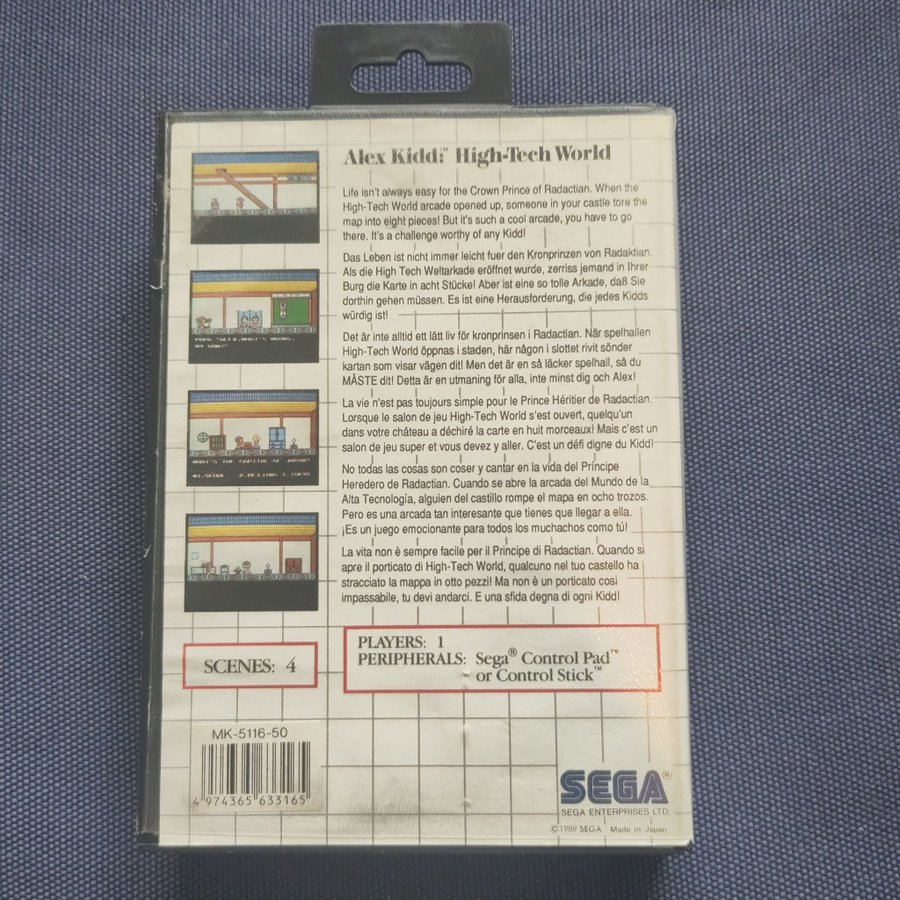 Alex Kidd:™ High-Tech World
Life isn't always easy for the Crown Prince of Radactian. When the
High-Tech World arcade opened up, someone in your castle tore the
map into eight pieces! But it's such a cool arcade, you have to go
there. It's a challenge worthy of any Kidd!
Das Leben ist nicht immer leicht fuer den Kronprinzen von Radaktian.
Als die High Tech Weltarkade eröffnet wurde, zerriss jemand in Ihrer
Burg die Karte in acht Stücke! Aber ist eine so tolle Arkade, daß Sie
dorthin gehen müssen. Es ist eine Herausforderung, die jedes Kidds
würdig ist!
Det är inte alltid ett lätt liv för kronprinsen i Radactian. När spelhallen
High-Tech World öppnas i staden, här någon i slottet rivit sönder
kartan som visar vägen dit! Men det är en så läcker spelhall, så du
MÅSTE dit! Detta är en utmaning för alla, inte minst dig och Alex!
La vie n'est pas toujours simple pour le Prince Héritier de Radactian.
Lorsque le salon de jeu High-Tech World s'est ouvert, quelqu'un
dans votre château a déchiré la carte en huit morceaux! Mais c'est un
salon de jeu super et vous devez y aller. C'est un défi digne du Kidd!
No todas las cosas son coser y cantar en la vida del Príncipe
Heredero de Radactian. Cuando se abre la arcada del Mundo de la
Alta Tecnología, alguien del castillo rompe el mapa en ocho trozos.
Pero es una arcada tan interesante que tienes que llegar a ella.
¡Es un juego emocionante para todos los muchachos como tú!
La vita non è sempre facile per il Principe di Radactian. Quando si
apre il porticato di High-Tech World, qualcuno nel tuo castello ha
stracciato la mappa in otto pezzi! Ma non è un porticato cosi
impassabile, tu devi andarci. E una sfida degna di ogni Kidd!
WHAT'S THE CAPITAL OF JAPAN?
1.SEOUL 2.BEIJING 3.TOKYO
SCENES: 4
PLAYERS: 1
PERIPHERALS: Sega® Control Pad™
or Control Stick™
MK-5116-50
4 974365 633165
SEGA®
SEGA ENTERPRISES LTD.
©1989 SEGA Made in Japan